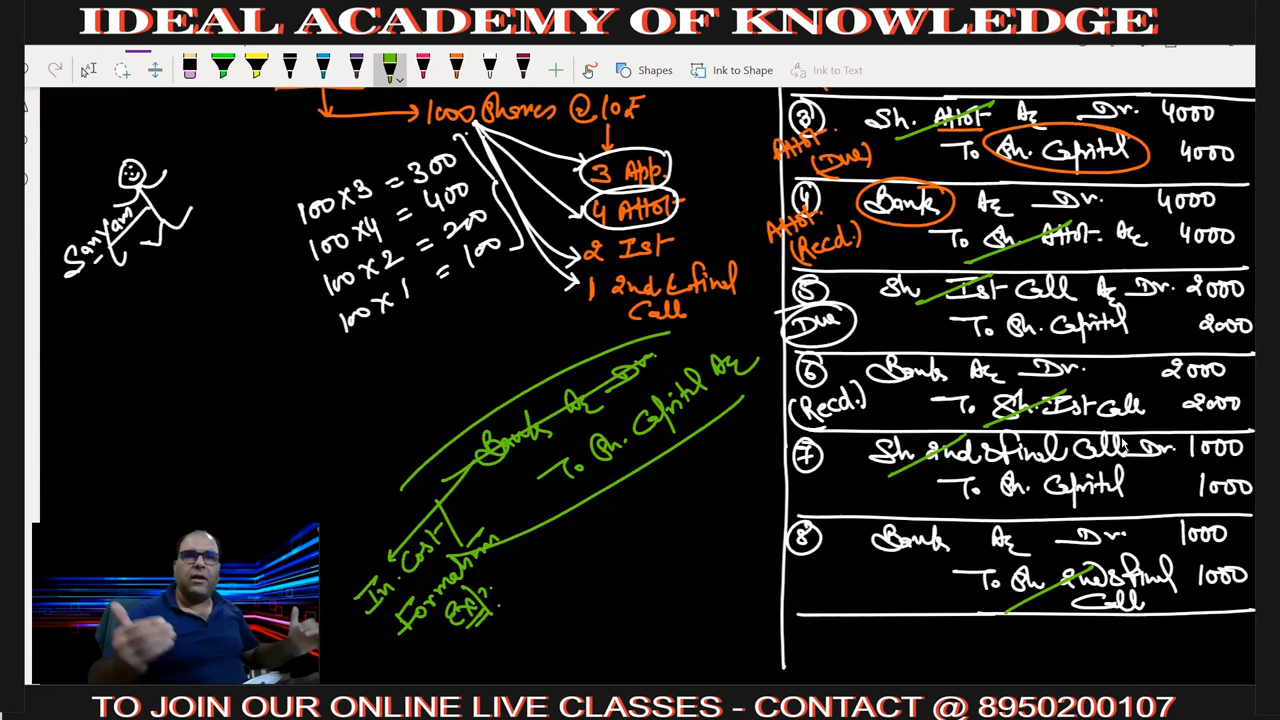 IDEAL ACADEMY OF KNOWLEDGE
Shapes
Ink to Shape
Ink to Text
1000 Shares @ 10 €
3 App.
4 Allot
2 Ist
1 2nd & final
Call
100 x 3 = 300
100 x 4 = 400
100 x 2 = 200
100 x 1 = 100
Sanyam
Bank A/c Dr.
To Sh. Capital A/c
In. Cost
Formation
Exp.
③ Sh. Allot A/c Dr. 4000
To Sh. Capital 4000
Allot.
(Due)
④ Bank A/c Dr. 4000
To Sh. Allot. A/c 4000
Allot.
(Recd.)
⑤ Sh Ist Call A/c Dr. 2000
To Sh. Capital 2000
Due
⑥ Bank A/c Dr. 2000
To Sh. Ist Call 2000
(Recd.)
⑦ Sh 2nd & final Call Dr. 1000
To Sh. Capital 1000
⑧ Bank A/c Dr. 1000
To Sh 2nd & final 1000
Call
TO JOIN OUR ONLINE LIVE CLASSES - CONTACT @ 8950200107